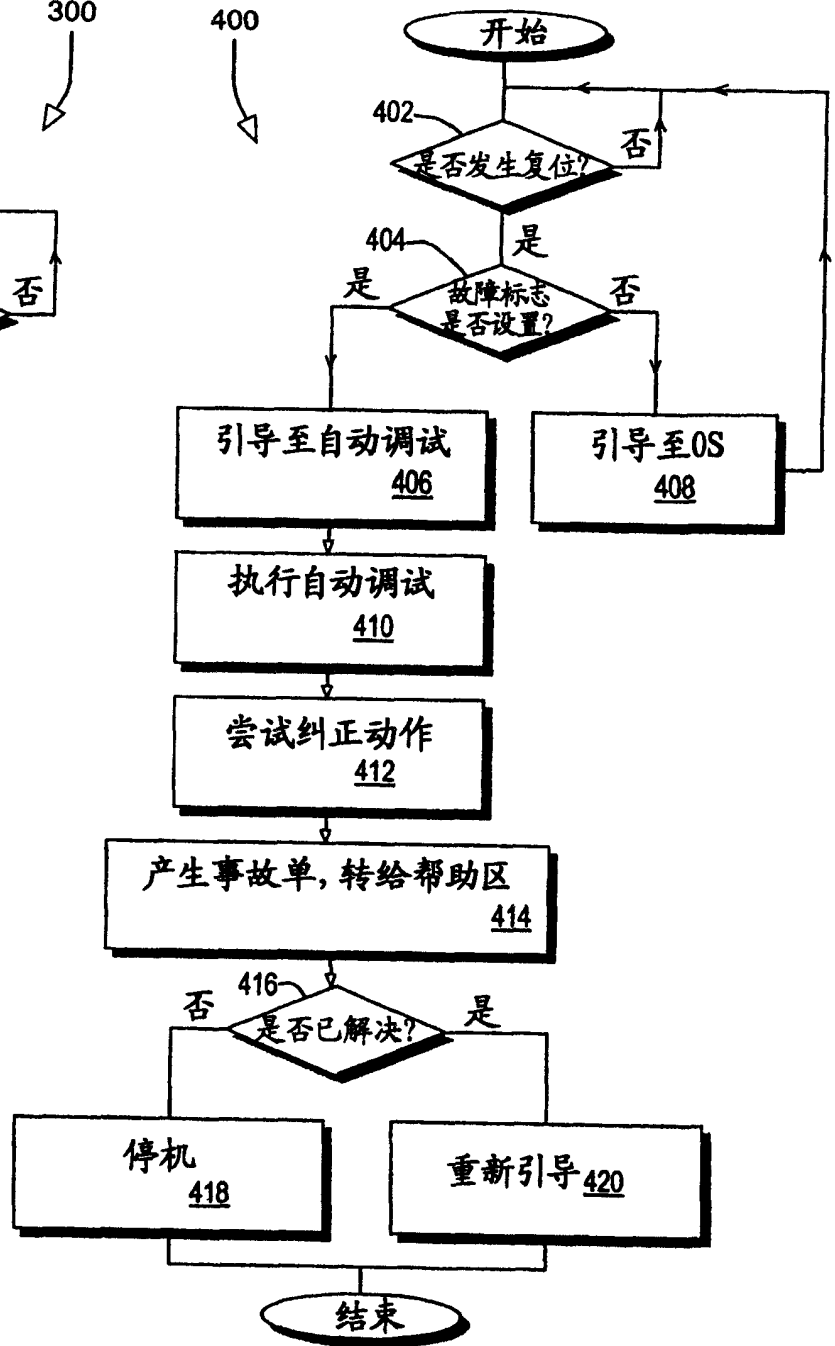 300
400
开始
402
是否发生复位?
否
404
是
否
是
故障标志
是否设置?
否
引导至自动调试
406
引导至OS
408
执行自动调试
410
尝试纠正动作
412
产生事故单,转给帮助区
414
416
否
是否已解决?
是
停机
418
重新引导 420
结束